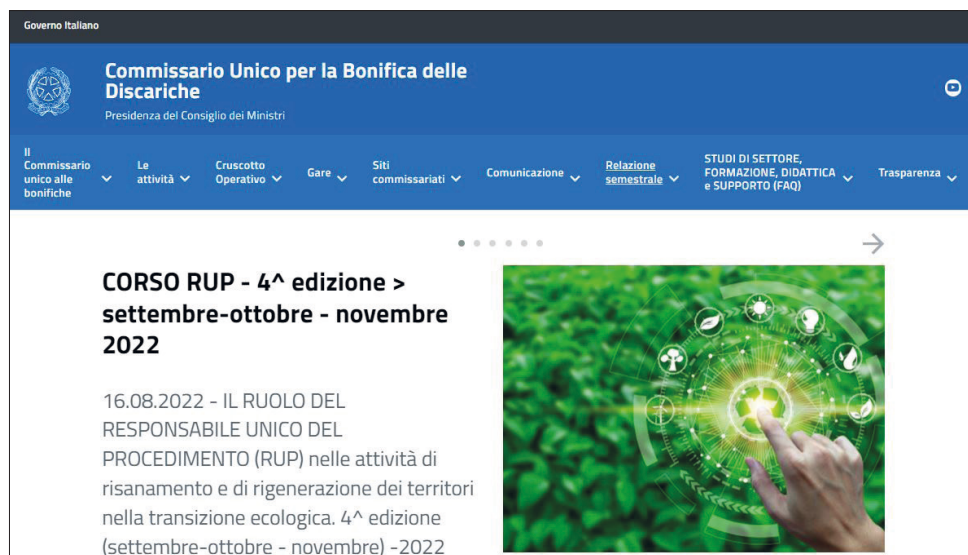 Governo Italiano
Commissario Unico per la Bonifica delle
Discariche
Presidenza del Consiglio dei Ministri
Il
Commissario
unico alle
bonifiche
Le
attività
Cruscotto
Operativo
Gare
Siti
commissariati
Comunicazione
Relazione
semestrale
STUDI DI SETTORE,
FORMAZIONE, DIDATTICA
e SUPPORTO (FAQ)
Trasparenza
CORSO RUP - 4^ edizione >
settembre-ottobre - novembre
2022
16.08.2022 - IL RUOLO DEL
RESPONSABILE UNICO DEL
PROCEDIMENTO (RUP) nelle attività di
risanamento e di rigenerazione dei territori
nella transizione ecologica. 4^ edizione
(settembre-ottobre - novembre) -2022